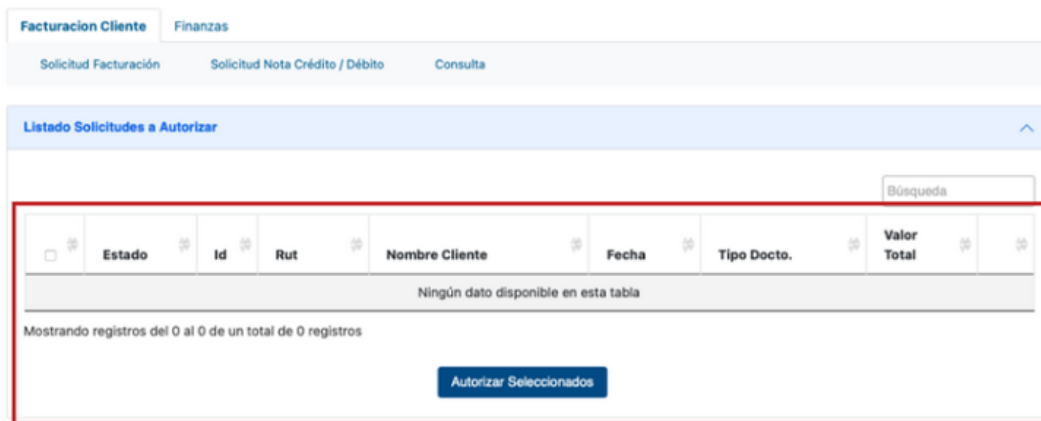 Facturacion Cliente Finanzas
Solicitud Facturación Solicitud Nota Crédito / Débito Consulta
Listado Solicitudes a Autorizar
Búsqueda
Estado Id Rut Nombre Cliente Fecha Tipo Docto. Valor Total
Ningún dato disponible en esta tabla
Mostrando registros del 0 al 0 de un total de 0 registros
Autorizar Seleccionados